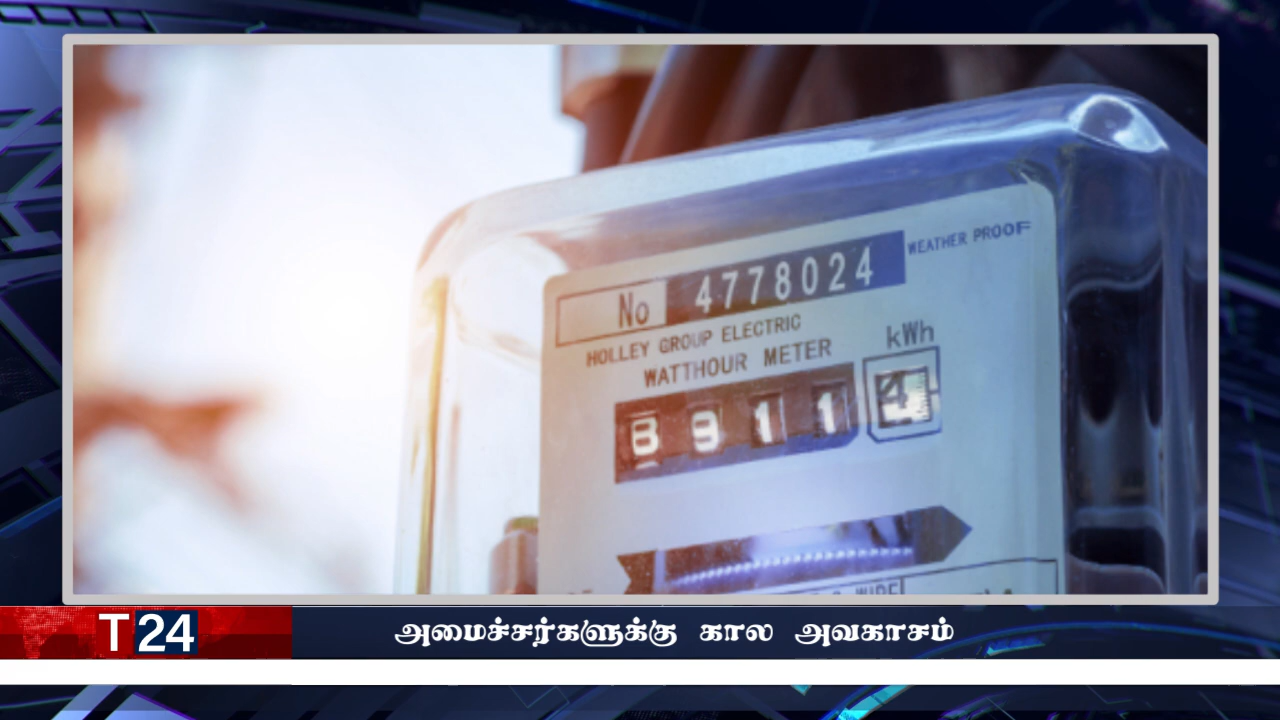 No 4778024
WEATHER PROOF
HOLLEY GROUP ELECTRIC
WATTHOUR METER
kWh
8 9 1 1 4
T24 அமைச்சர்களுக்கு கால அவகாசம்